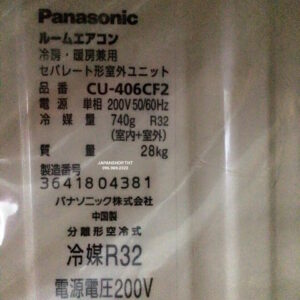 Panasonic
ルームエアコン
冷房・暖房兼用
セパレート形室外ユニット
品番 CU-406CF2
電源 単相 200V 50/60Hz
冷媒量 740g R32
(室内+室外)
質量 28kg
製造番号
3641804381
パナソニック株式会社
中国製
分離形空冷式
冷媒R32
電源電圧200V
JAPANSHOPTHT